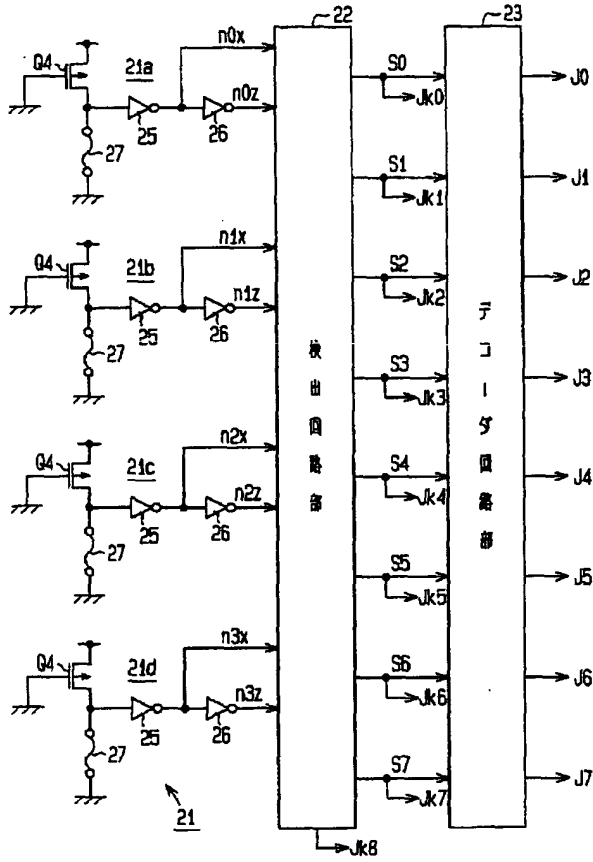 22
23
Q4
21a
n0x
25
26
n0z
27
Q4
21b
n1x
25
26
n1z
27
Q4
21c
n2x
25
26
n2z
27
Q4
21d
n3x
25
26
n3z
27
21
検出回路部
Jk8
S0
Jk0
S1
Jk1
S2
Jk2
S3
Jk3
S4
Jk4
S5
Jk5
S6
Jk6
S7
Jk7
デコーダ回路部
J0
J1
J2
J3
J4
J5
J6
J7